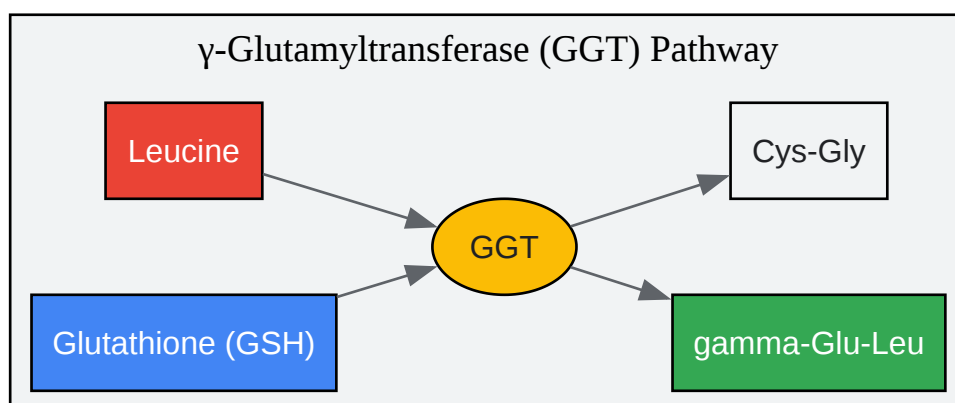 γ-Glutamyltransferase (GGT) Pathway
Leucine
Cys-Gly
GGT
Glutathione (GSH)
gamma-Glu-Leu